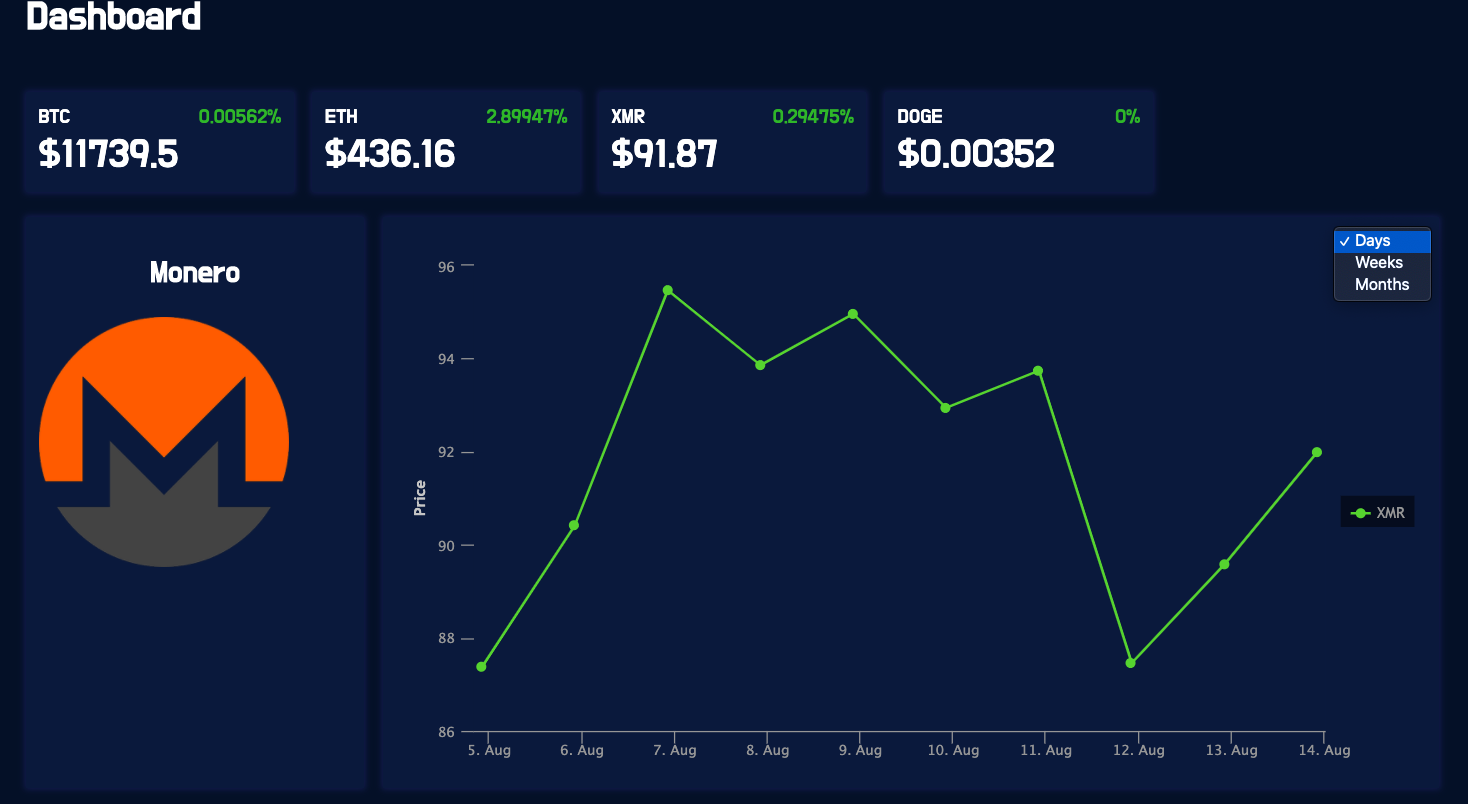 Dashboard
BTC 0.00562%
$11739.5
ETH 2.89947%
$436.16
XMR 0.29475%
$91.87
DOGE 0%
$0.00352
Monero
✓ Days
Weeks
Months
96
94
92
90
88
86
Price
5. Aug 6. Aug 7. Aug 8. Aug 9. Aug 10. Aug 11. Aug 12. Aug 13. Aug 14. Aug
XMR